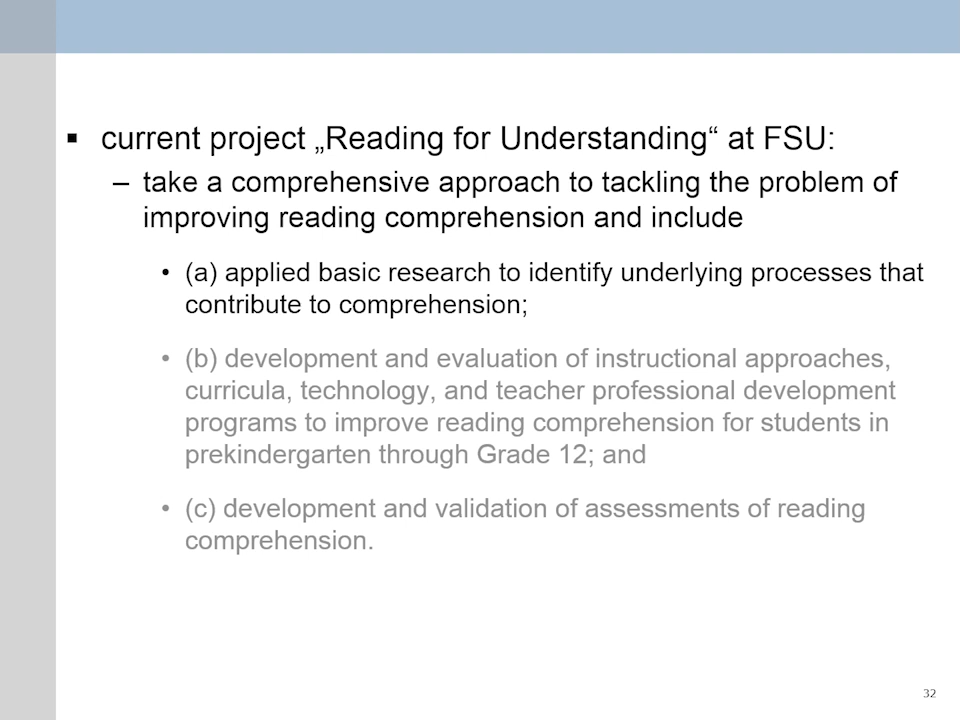 ▪ current project „Reading for Understanding“ at FSU:
– take a comprehensive approach to tackling the problem of
improving reading comprehension and include
• (a) applied basic research to identify underlying processes that
contribute to comprehension;
• (b) development and evaluation of instructional approaches,
curricula, technology, and teacher professional development
programs to improve reading comprehension for students in
prekindergarten through Grade 12; and
• (c) development and validation of assessments of reading
comprehension.
32